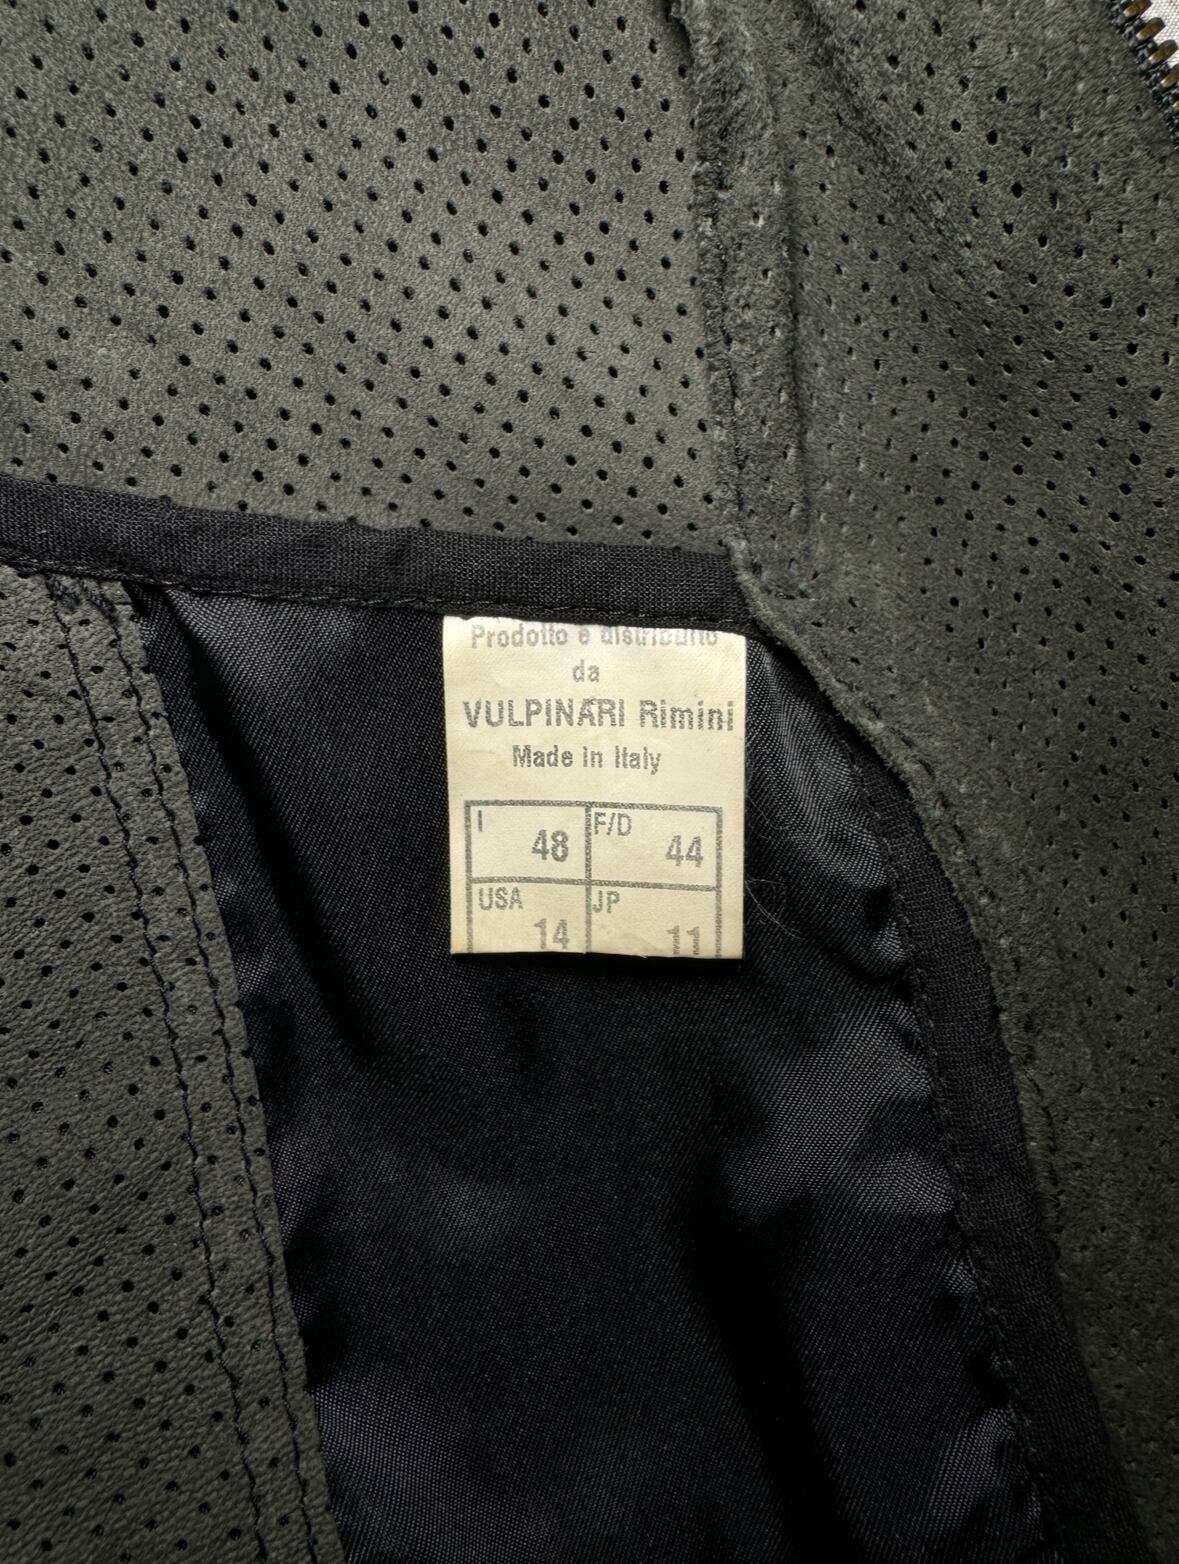 Prodotto e distribuito
da
VULPINARI Rimini
Made in Italy
I 48 F/D 44
USA 14 JP 11